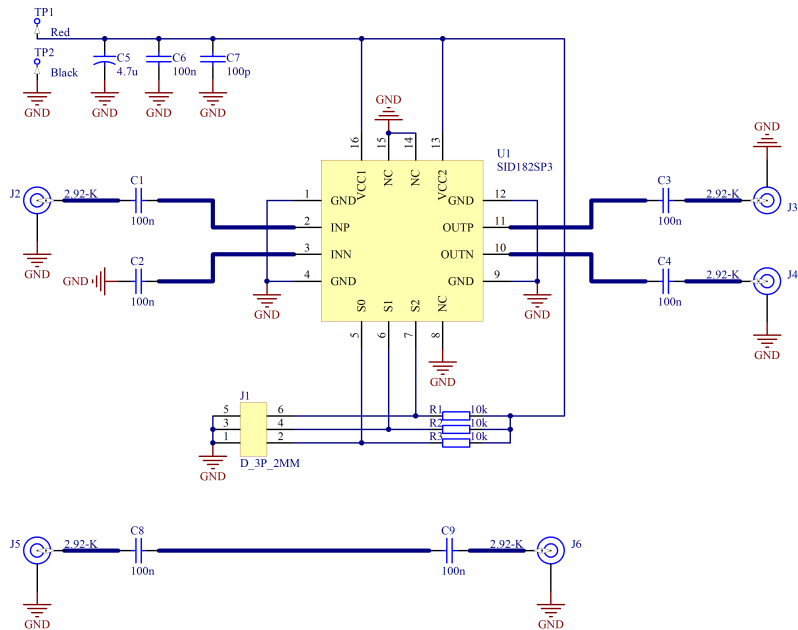 TP1
Red
TP2
Black
GND
C5
4.7u
GND
C6
100n
GND
C7
100p
GND
GND
16
15
14
13
VCC1
NC
NC
VCC2
U1
SID182SP3
J2
2.92-K
C1
100n
GND
GND
C2
100n
1
GND
2
INP
3
INN
4
GND
GND
GND
12
OUTP
11
OUTN
10
GND
9
GND
S0
S1
S2
NC
5
6
7
8
GND
C3
100n
2.92-K
GND
J3
C4
100n
2.92-K
J4
GND
J1
5
6
3
4
1
2
D_3P_2MM
GND
R1
10k
R2
10k
R3
10k
J5
2.92-K
GND
C8
100n
C9
100n
2.92-K
J6
GND